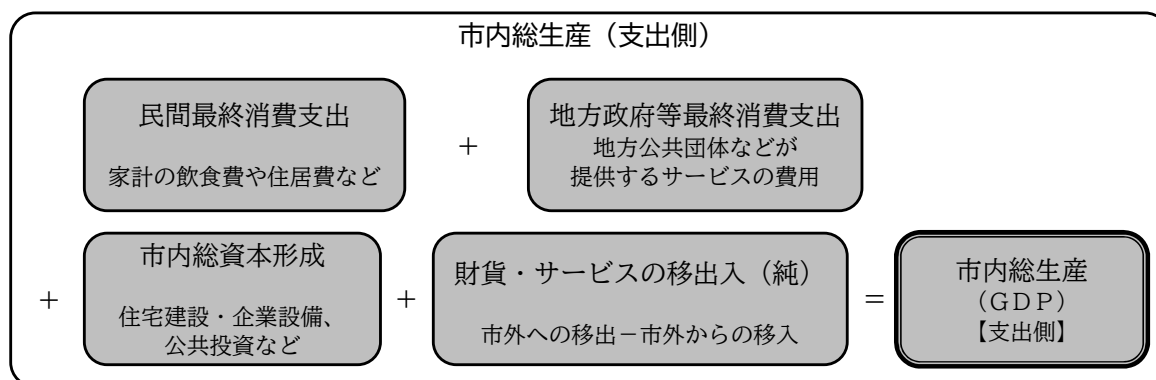 市内総生産（支出側）
民間最終消費支出
家計の飲食費や住居費など
＋
地方政府等最終消費支出
地方公共団体などが
提供するサービスの費用
＋
市内総資本形成
住宅建設・企業設備、
公共投資など
＋
財貨・サービスの移出入（純）
市外への移出－市外からの移入
＝
市内総生産
（ＧＤＰ）
【支出側】